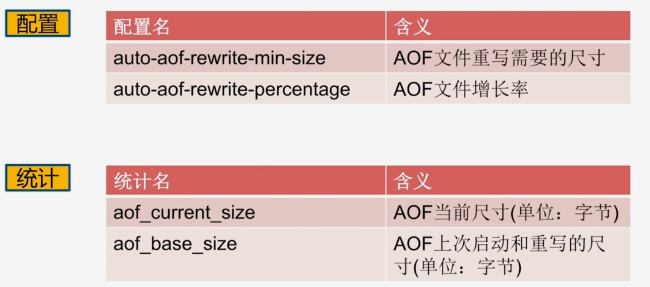 配置
配置名 含义
auto-aof-rewrite-min-size AOF文件重写需要的尺寸
auto-aof-rewrite-percentage AOF文件增长率
统计
统计名 含义
aof_current_size AOF当前尺寸(单位：字节)
aof_base_size AOF上次启动和重写的尺
寸(单位：字节)